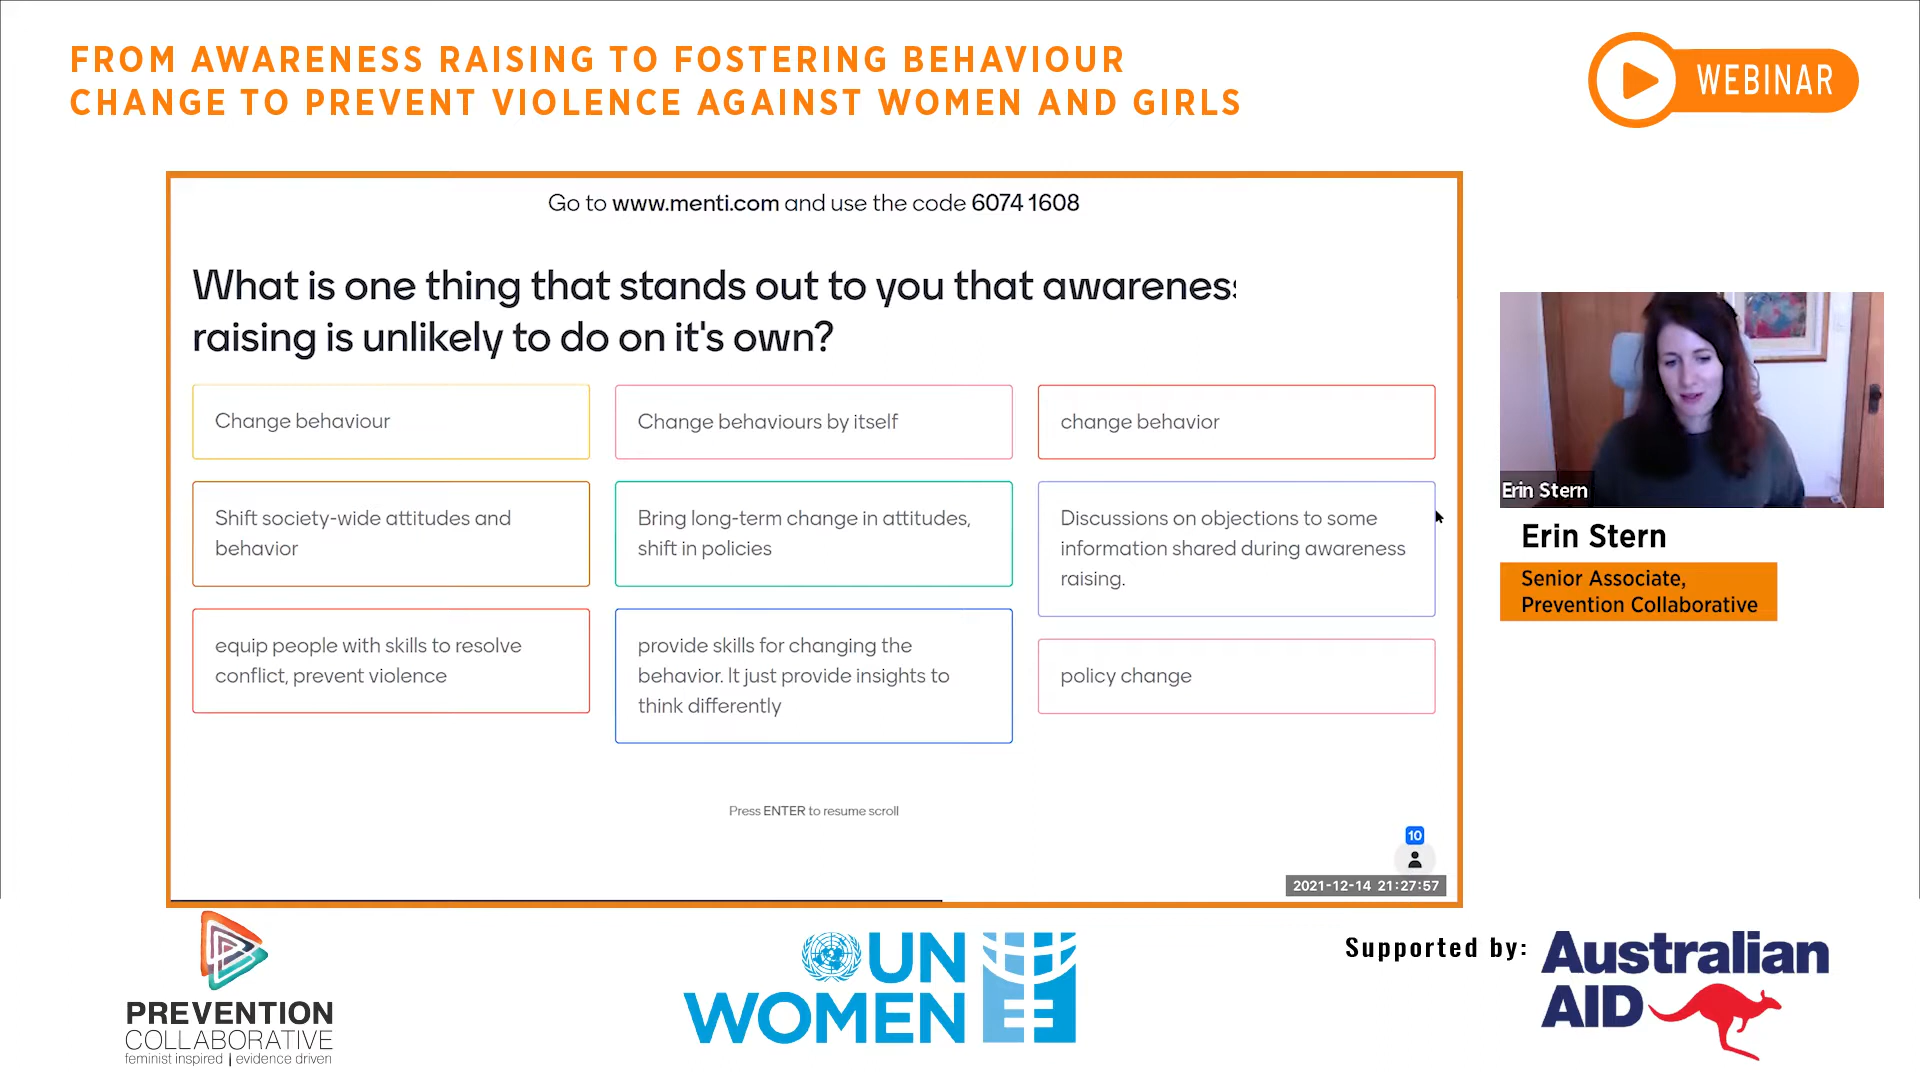 FROM AWARENESS RAISING TO FOSTERING BEHAVIOUR
CHANGE TO PREVENT VIOLENCE AGAINST WOMEN AND GIRLS
WEBINAR
Go to www.menti.com and use the code 6074 1608
What is one thing that stands out to you that awareness
raising is unlikely to do on it's own?
Change behaviour
Change behaviours by itself
change behavior
Shift society-wide attitudes and
behavior
Bring long-term change in attitudes,
shift in policies
Discussions on objections to some
information shared during awareness
raising.
equip people with skills to resolve
conflict, prevent violence
provide skills for changing the
behavior. It just provide insights to
think differently
policy change
Press ENTER to resume scroll
10
2021-12-14 21:27:57
Erin Stern
Erin Stern
Senior Associate,
Prevention Collaborative
PREVENTION
COLLABORATIVE
feminist inspired | evidence driven
UN
WOMEN
Supported by:
Australian
AID